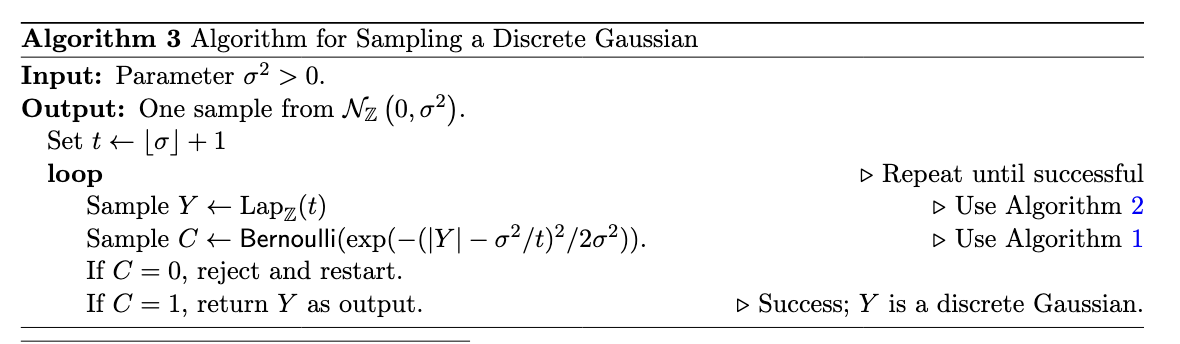 Algorithm 3 Algorithm for Sampling a Discrete Gaussian
Input: Parameter σ² > 0.
Output: One sample from 𝒩_ℤ (0, σ²).
Set t ← ⌊σ⌋ + 1
loop ▷ Repeat until successful
Sample Y ← Lap_ℤ(t) ▷ Use Algorithm 2
Sample C ← Bernoulli(exp(−(|Y| − σ²/t)²/2σ²)). ▷ Use Algorithm 1
If C = 0, reject and restart.
If C = 1, return Y as output. ▷ Success; Y is a discrete Gaussian.